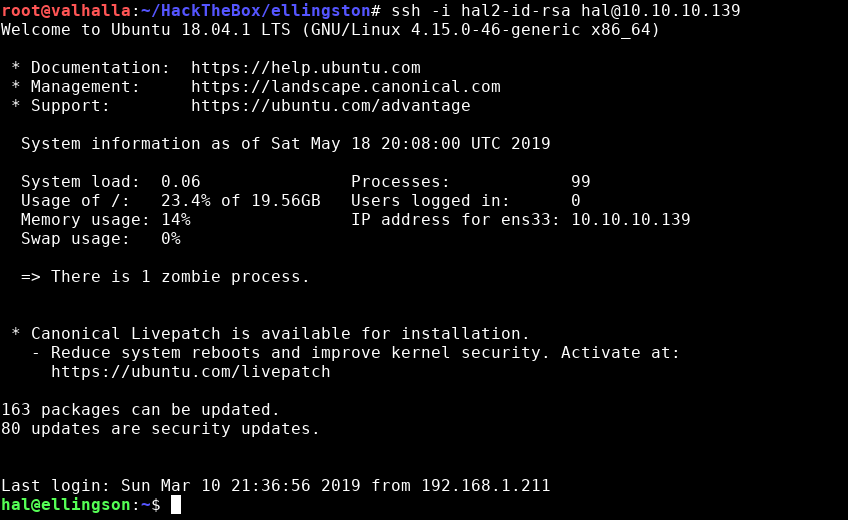 root@valhalla:~/HackTheBox/ellingston# ssh -i hal2-id-rsa hal@10.10.10.139
Welcome to Ubuntu 18.04.1 LTS (GNU/Linux 4.15.0-46-generic x86_64)
* Documentation:  https://help.ubuntu.com
* Management:     https://landscape.canonical.com
* Support:        https://ubuntu.com/advantage
System information as of Sat May 18 20:08:00 UTC 2019
System load:  0.06               Processes:            99
Usage of /:   23.4% of 19.56GB   Users logged in:      0
Memory usage: 14%                IP address for ens33: 10.10.10.139
Swap usage:   0%
=> There is 1 zombie process.
* Canonical Livepatch is available for installation.
- Reduce system reboots and improve kernel security. Activate at:
https://ubuntu.com/livepatch
163 packages can be updated.
80 updates are security updates.
Last login: Sun Mar 10 21:36:56 2019 from 192.168.1.211
hal@ellingson:~$